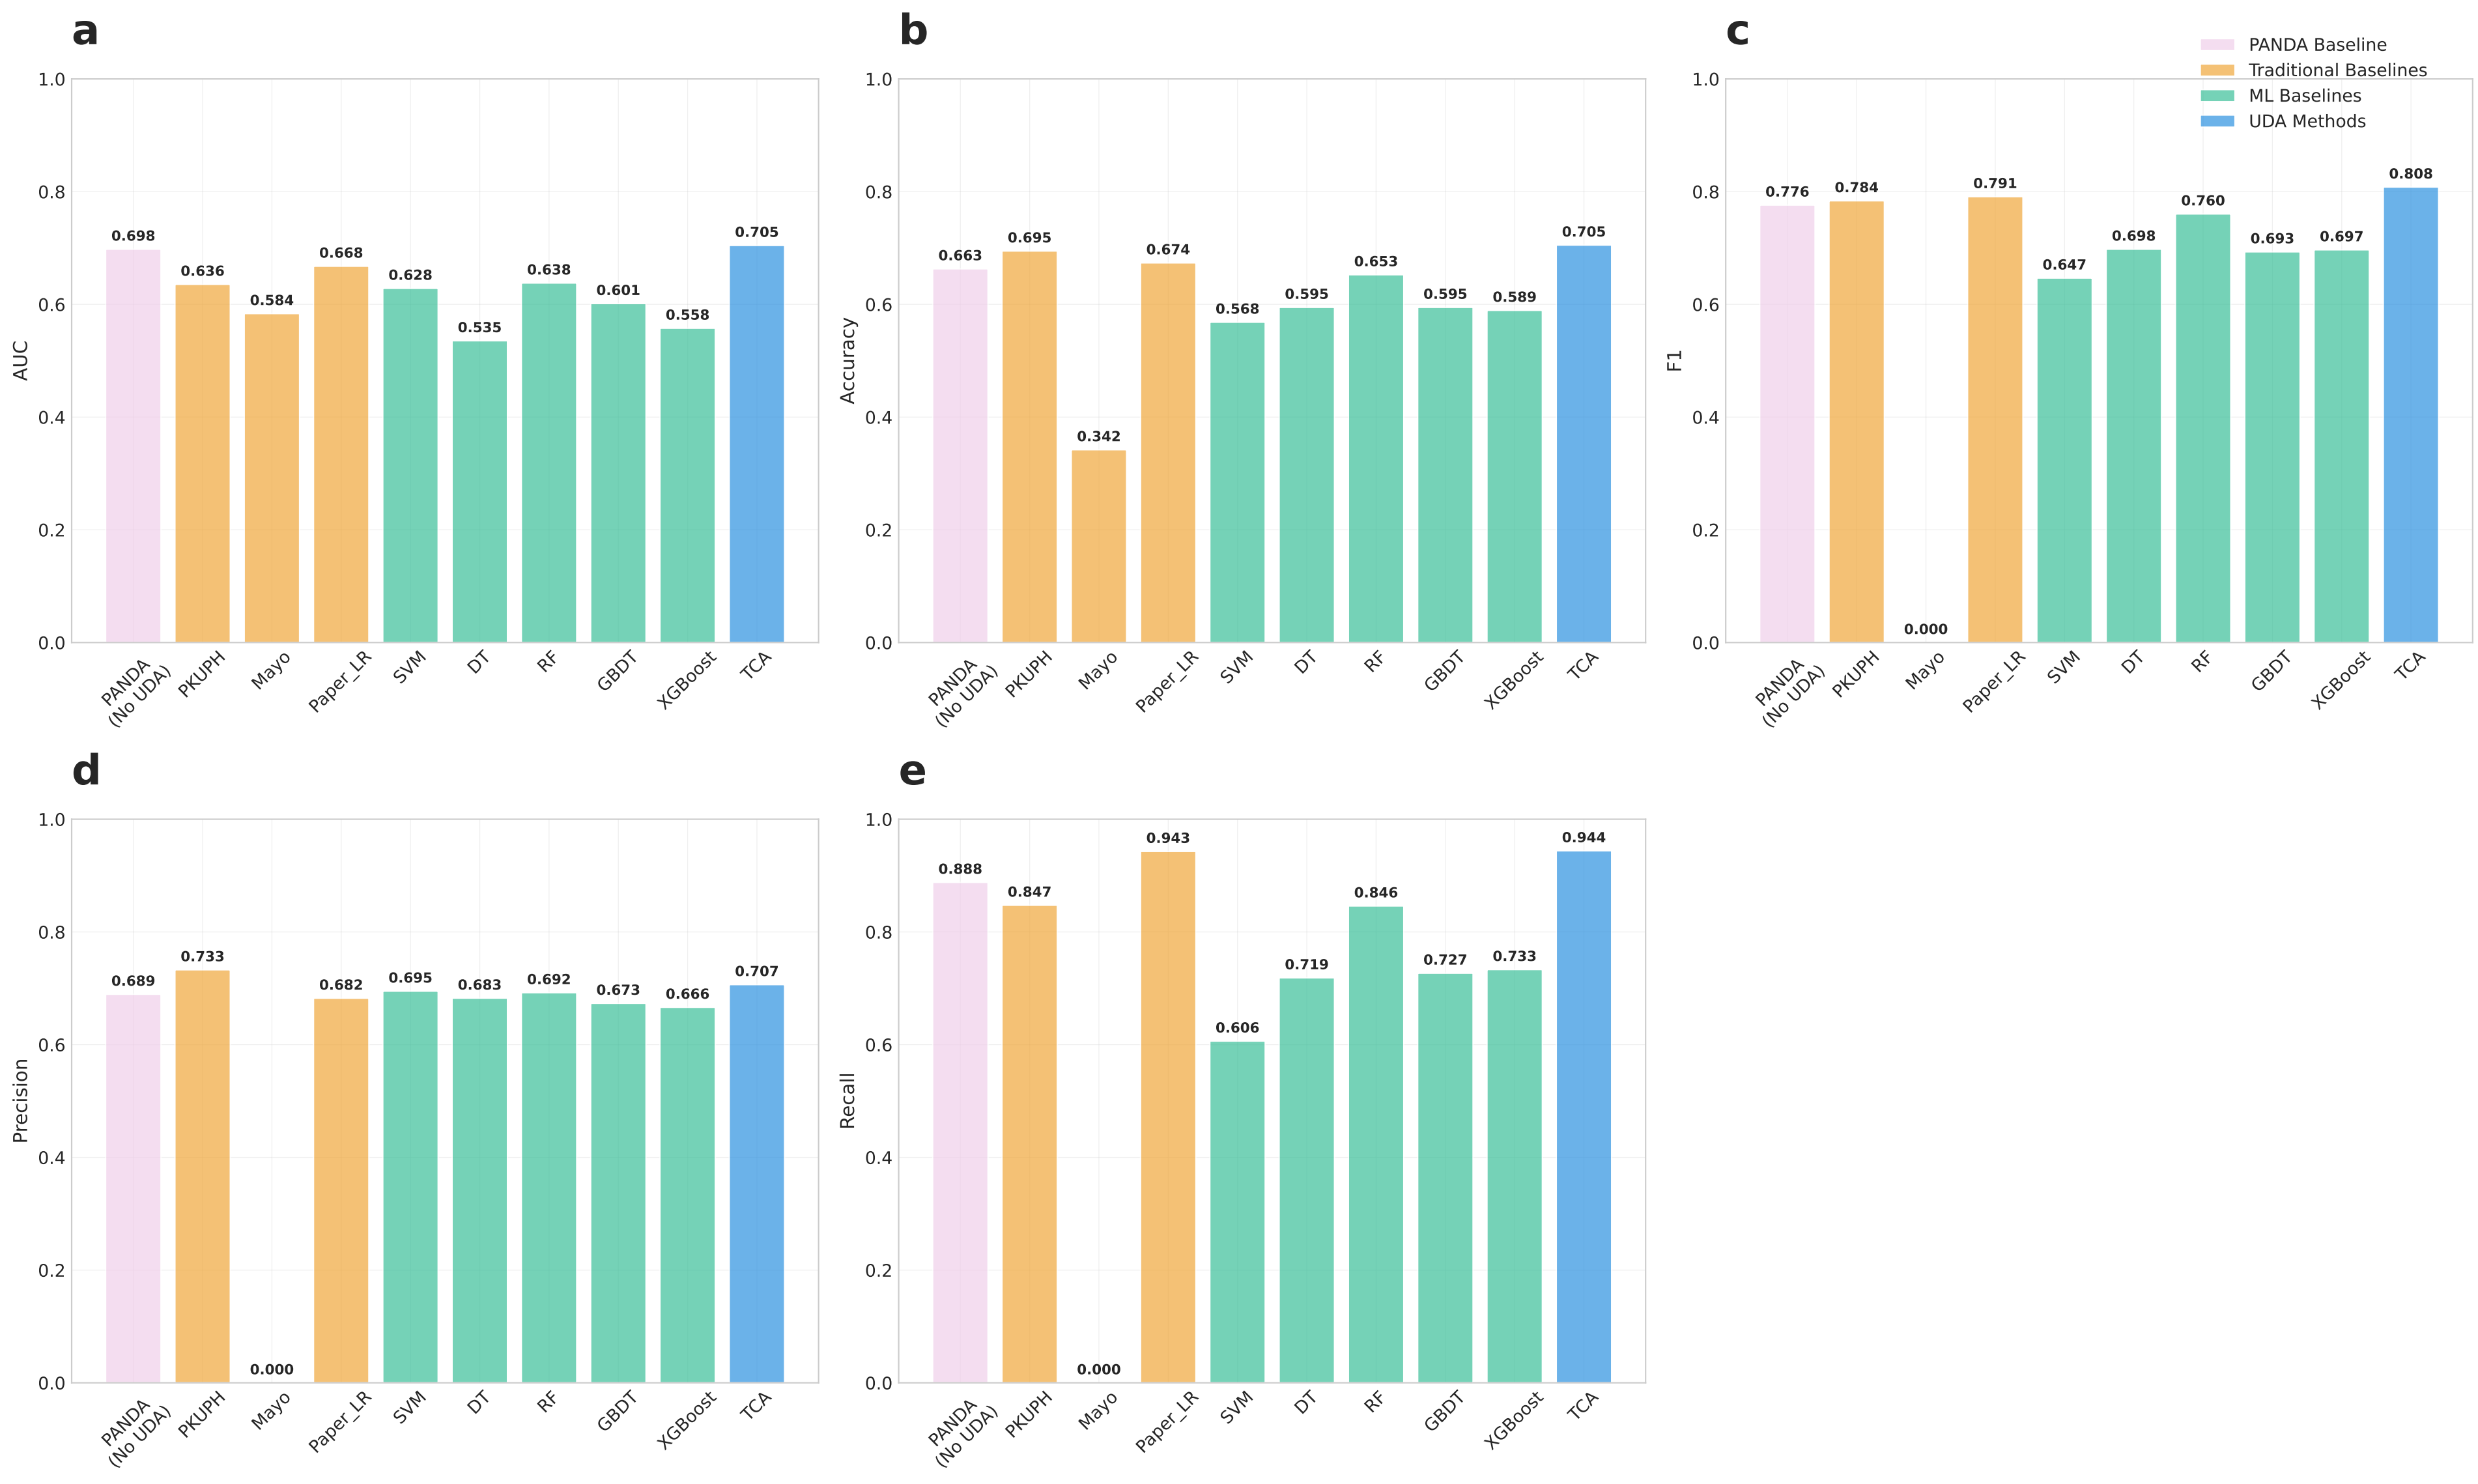 a
1.0
0.8
0.6
0.4
0.2
0.0
AUC
0.698
0.636
0.584
0.668
0.628
0.535
0.638
0.601
0.558
0.705
PANDA
(No UDA)
PKUPH
Mayo
Paper_LR
SVM
DT
RF
GBDT
XGBoost
TCA
b
1.0
0.8
0.6
0.4
0.2
0.0
Accuracy
0.663
0.695
0.342
0.674
0.568
0.595
0.653
0.595
0.589
0.705
PANDA
(No UDA)
PKUPH
Mayo
Paper_LR
SVM
DT
RF
GBDT
XGBoost
TCA
c
PANDA Baseline
Traditional Baselines
ML Baselines
UDA Methods
1.0
0.8
0.6
0.4
0.2
0.0
F1
0.776
0.784
0.000
0.791
0.647
0.698
0.760
0.693
0.697
0.808
PANDA
(No UDA)
PKUPH
Mayo
Paper_LR
SVM
DT
RF
GBDT
XGBoost
TCA
d
1.0
0.8
0.6
0.4
0.2
0.0
Precision
0.689
0.733
0.000
0.682
0.695
0.683
0.692
0.673
0.666
0.707
PANDA
(No UDA)
PKUPH
Mayo
Paper_LR
SVM
DT
RF
GBDT
XGBoost
TCA
e
1.0
0.8
0.6
0.4
0.2
0.0
Recall
0.888
0.847
0.000
0.943
0.606
0.719
0.846
0.727
0.733
0.944
PANDA
(No UDA)
PKUPH
Mayo
Paper_LR
SVM
DT
RF
GBDT
XGBoost
TCA